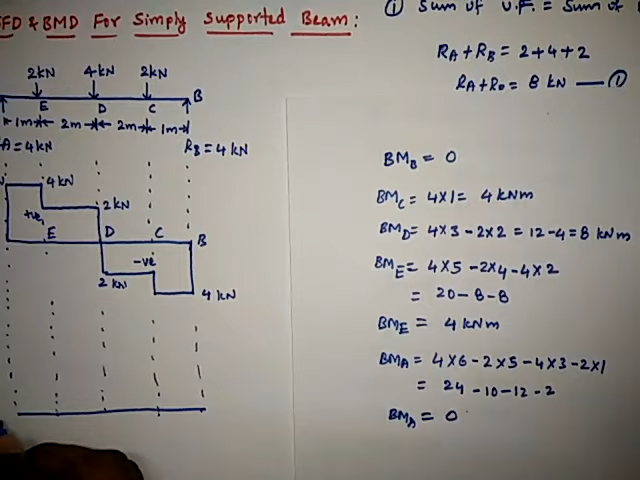 SFD & BMD For Simply Supported Beam:
① Sum of V.F. = Sum of
RA + RB = 2+4+2
RA + RB = 8 kN — ①
2kN 4kN 2kN
E D C B
1m 2m 2m 1m
A = 4kN RB = 4 kN
4 kN
2kN
+ve
E D C B
-ve
2 kN
4 kN
BMB = 0
BMC = 4×1 = 4 kNm
BMD = 4×3 - 2×2 = 12-4 = 8 kNm
BME = 4×5 - 2×4 - 4×2
= 20 - 8 - 8
BME = 4 kNm
BMA = 4×6 - 2×5 - 4×3 - 2×1
= 24 - 10 - 12 - 2
BMA = 0